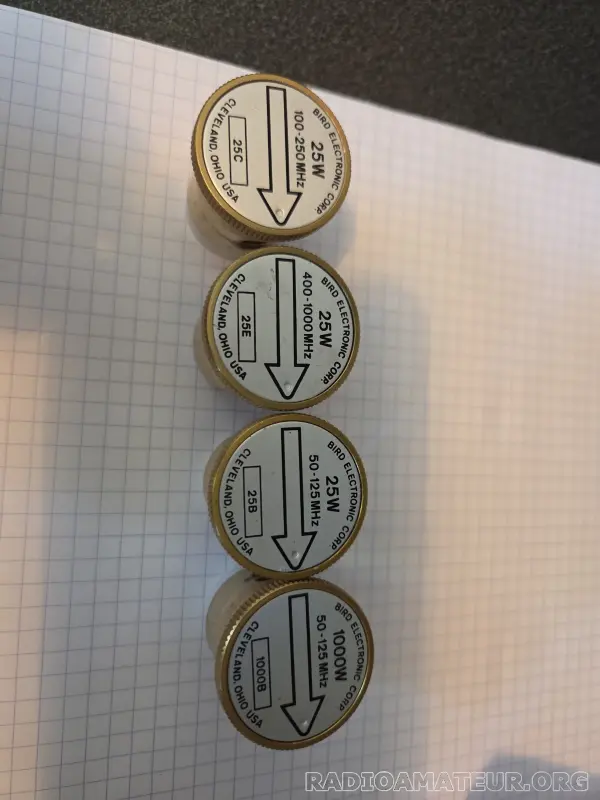 BIRD ELECTRONIC CORP.
25W
100-250MHz
25C
CLEVELAND, OHIO USA
BIRD ELECTRONIC CORP.
25W
400-1000MHz
25E
CLEVELAND, OHIO USA
BIRD ELECTRONIC CORP.
25W
50-125MHz
25B
CLEVELAND, OHIO USA
BIRD ELECTRONIC CORP.
1000W
50-125MHz
1000B
CLEVELAND, OHIO USA
RADIOAMATEUR.ORG